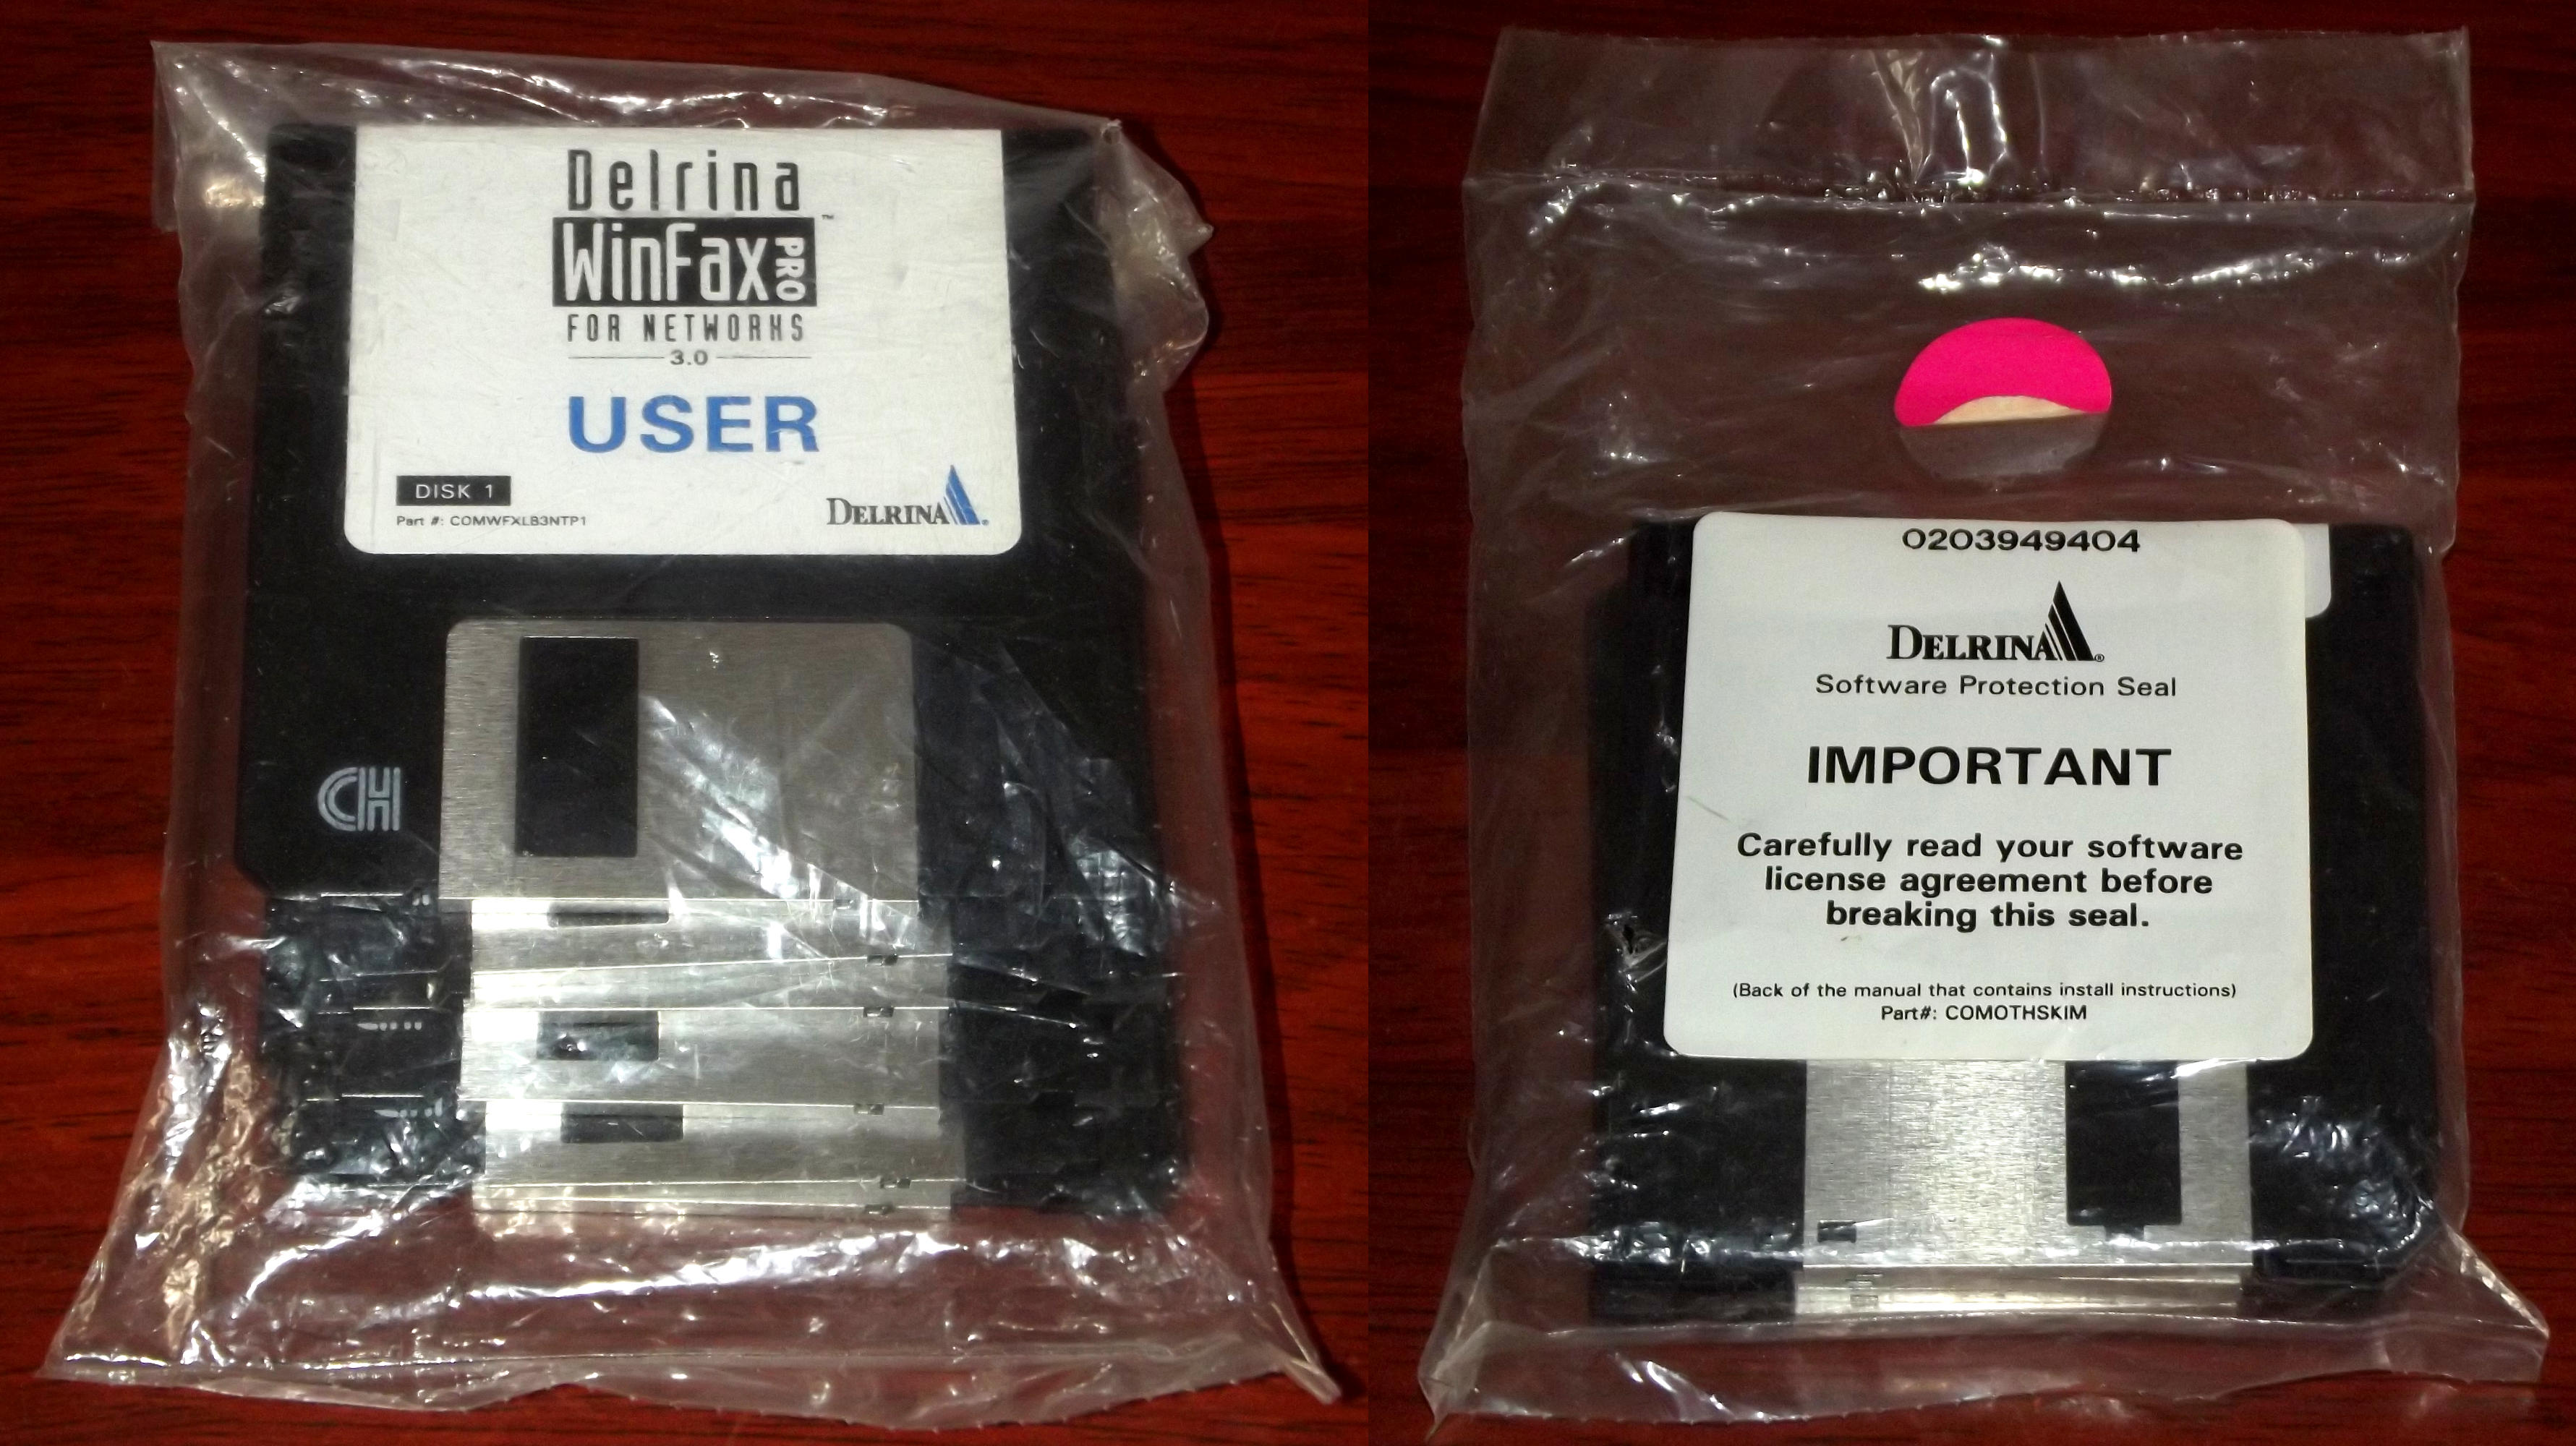 Delrina
WinFax PRO™
FOR NETWORKS
3.0
USER
DISK 1
Part #: COMWFXLB3NTP1
DELRINA®
CH
0203949404
DELRINA®
Software Protection Seal
IMPORTANT
Carefully read your software
license agreement before
breaking this seal.
(Back of the manual that contains install instructions)
Part#: COMOTHSKIM